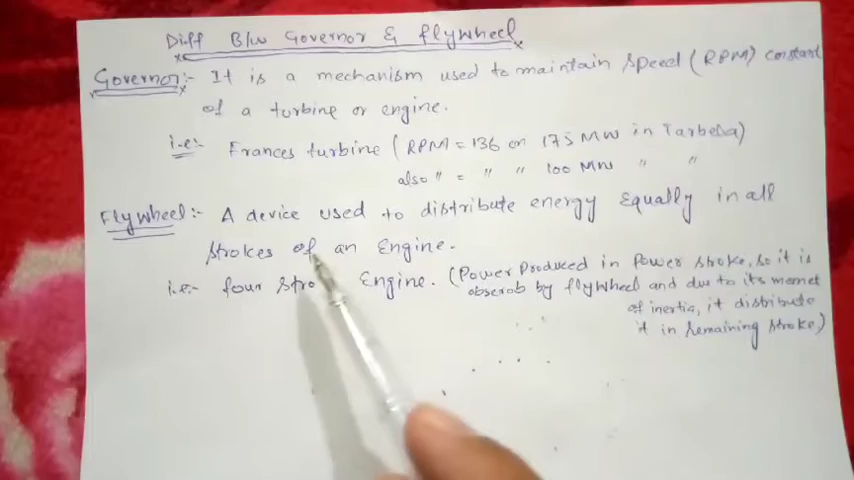 Diff B/w Governor & flywheel
Governor:- It is a mechanism used to maintain speed (RPM) constant
of a turbine or engine.
i.e:- Frances turbine (RPM = 136 on 175 MW in Tarbela)
also " = " " 100 MW " "
Flywheel:- A device used to distribute energy Equally in all
strokes of an Engine.
i.e:- four Stro Engine. (Power Produced in Power stroke, so it is
obserob by flywheel and due to its momet
of inertia, it distribute
it in remaining stroke)